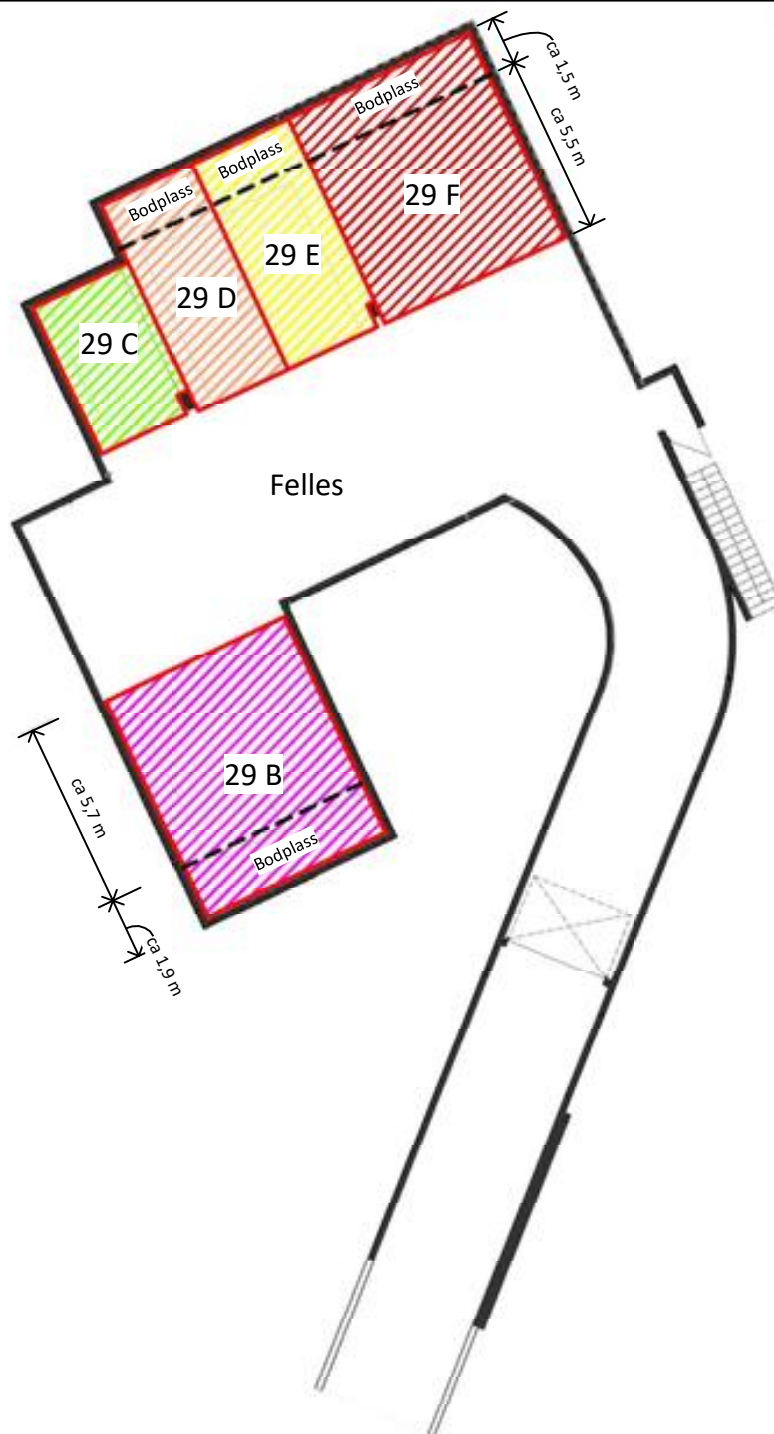 ca 1,5 m
ca 5,5 m
Bodplass
29 F
Bodplass
29 E
Bodplass
29 D
29 C
Felles
29 B
Bodplass
ca 5,7 m
ca 1,9 m